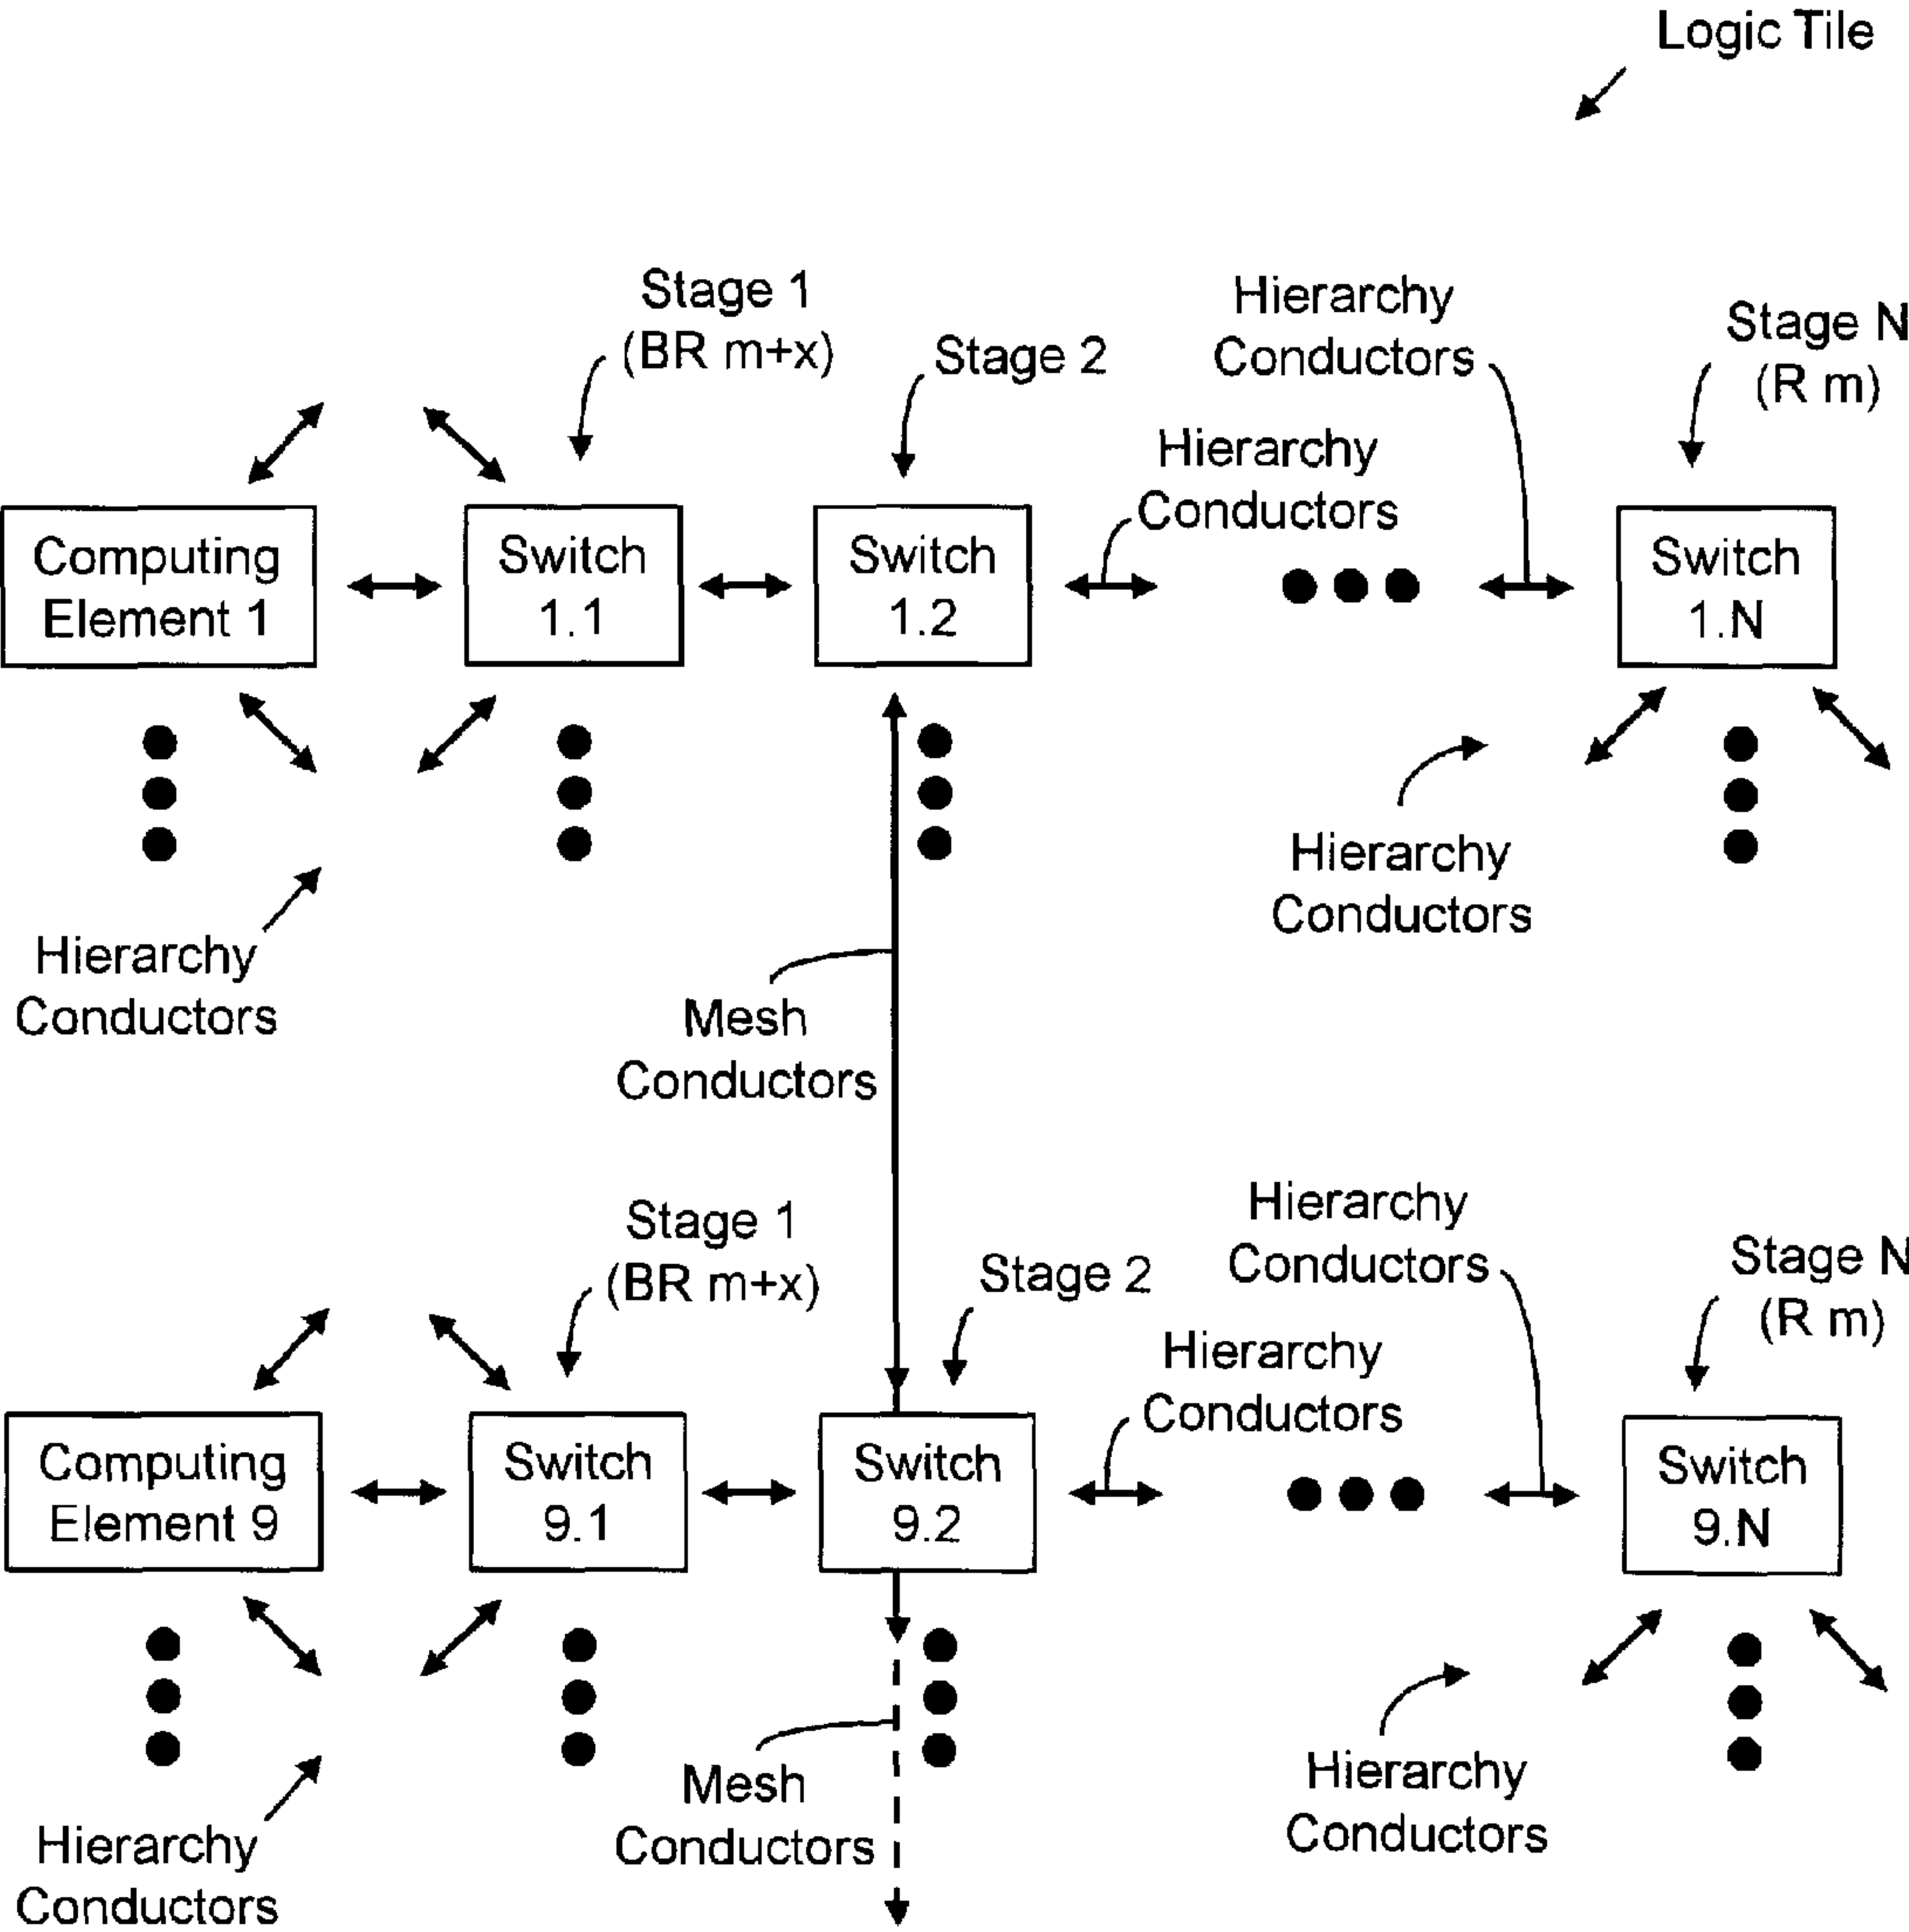 Logic Tile
Stage 1
(BR m+x)
Stage 2
Hierarchy
Conductors
Stage N
(R m)
Hierarchy
Conductors
Computing
Element 1
Switch
1.1
Switch
1.2
Switch
1.N
Hierarchy
Conductors
Hierarchy
Conductors
Mesh
Conductors
Stage 1
(BR m+x)
Stage 2
Hierarchy
Conductors
Stage N
(R m)
Hierarchy
Conductors
Computing
Element 9
Switch
9.1
Switch
9.2
Switch
9.N
Mesh
Conductors
Hierarchy
Conductors
Hierarchy
Conductors